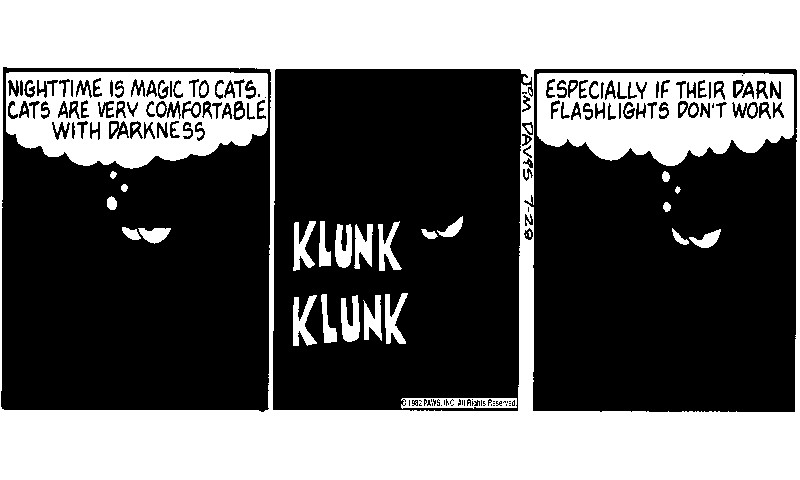 NIGHTTIME IS MAGIC TO CATS.
CATS ARE VERY COMFORTABLE
WITH DARKNESS
KLUNK
KLUNK
© 1982 PAWS, INC. All Rights Reserved.
JIM DAVIS 7-29
ESPECIALLY IF THEIR DARN
FLASHLIGHTS DON'T WORK